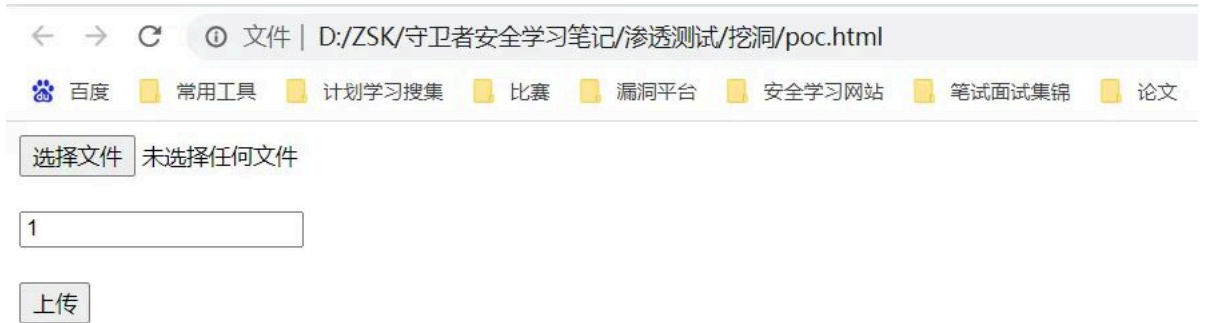 文件 | D:/ZSK/守卫者安全学习笔记/渗透测试/挖洞/poc.html
百度 常用工具 计划学习搜集 比赛 漏洞平台 安全学习网站 笔试面试集锦 论文
选择文件 未选择任何文件
1
上传